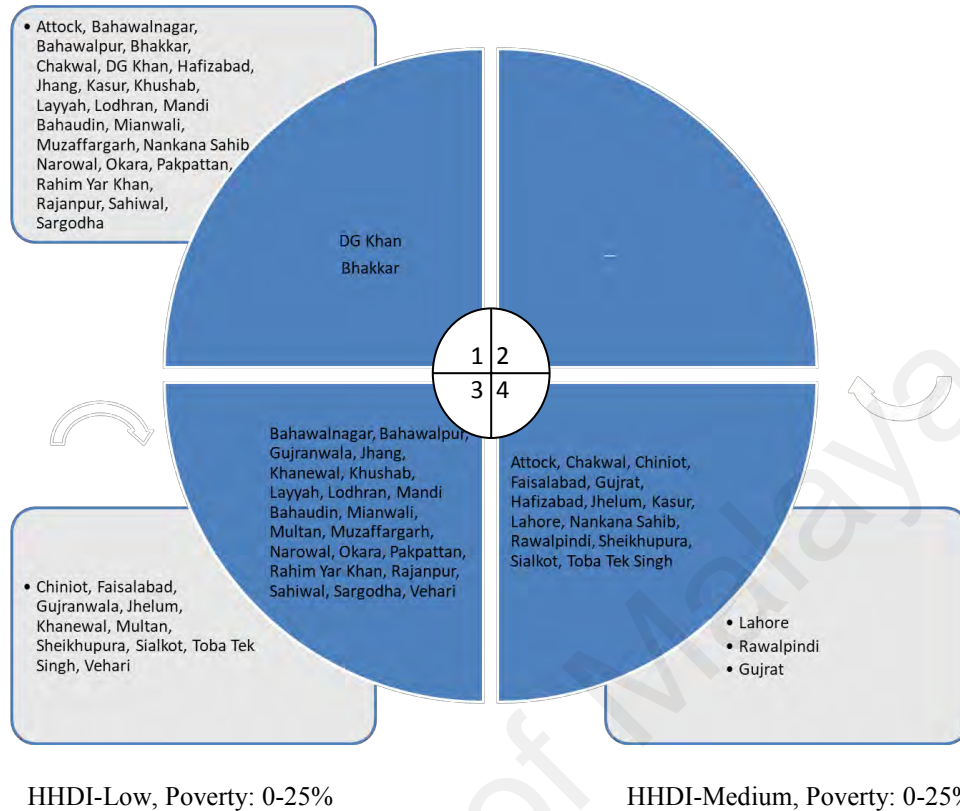 • Attock, Bahawalnagar,
Bahawalpur, Bhakkar,
Chakwal, DG Khan, Hafizabad,
Jhang, Kasur, Khushab,
Layyah, Lodhran, Mandi
Bahaudin, Mianwali,
Muzaffargarh, Nankana Sahib
Narowal, Okara, Pakpattan,
Rahim Yar Khan,
Rajanpur, Sahiwal,
Sargodha
DG Khan
Bhakkar
–
1 2
3 4
Bahawalnagar, Bahawalpur,
Gujranwala, Jhang,
Khanewal, Khushab,
Layyah, Lodhran, Mandi
Bahaudin, Mianwali,
Multan, Muzaffargarh,
Narowal, Okara, Pakpattan,
Rahim Yar Khan, Rajanpur,
Sahiwal, Sargodha, Vehari
Attock, Chakwal, Chiniot,
Faisalabad, Gujrat,
Hafizabad, Jhelum, Kasur,
Lahore, Nankana Sahib,
Rawalpindi, Sheikhupura,
Sialkot, Toba Tek Singh
• Chiniot, Faisalabad,
Gujranwala, Jhelum,
Khanewal, Multan,
Sheikhupura, Sialkot, Toba Tek
Singh, Vehari
• Lahore
• Rawalpindi
• Gujrat
HHDI-Low, Poverty: 0-25%
HHDI-Medium, Poverty: 0-25%
of Malaya